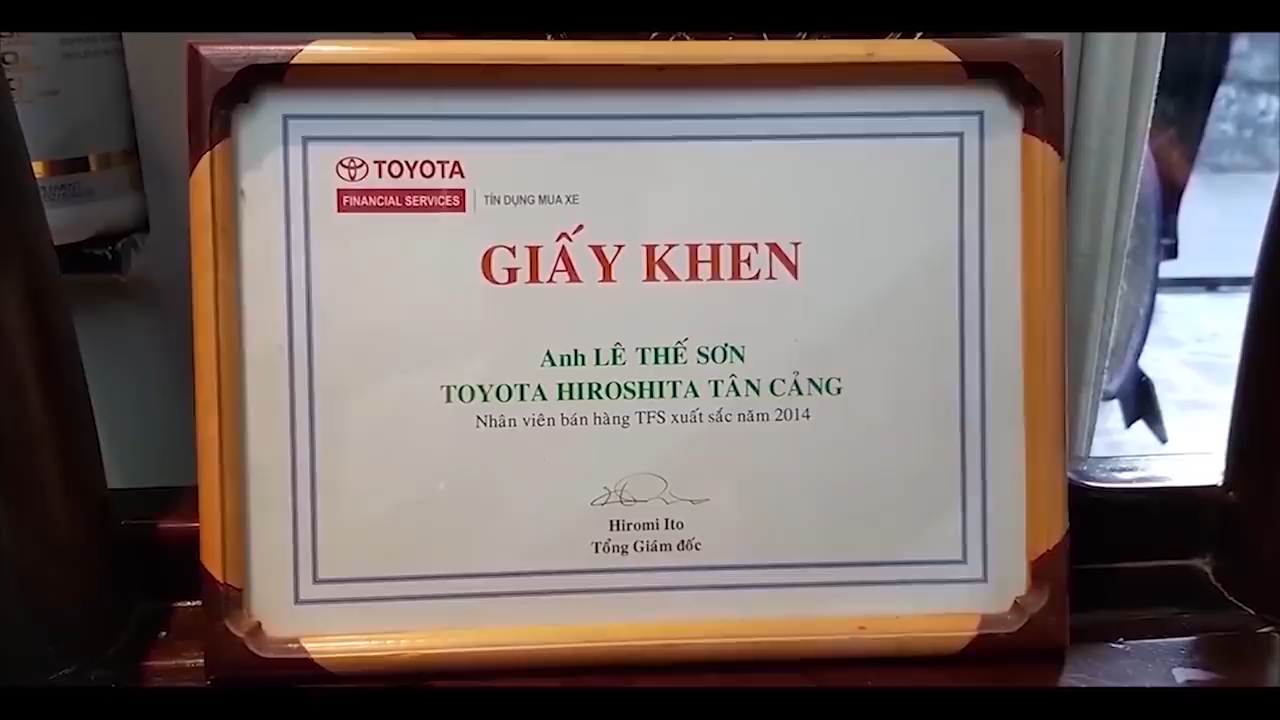 TOYOTA
FINANCIAL SERVICES | TÍN DỤNG MUA XE
GIẤY KHEN
Anh LÊ THẾ SƠN
TOYOTA HIROSHITA TÂN CẢNG
Nhân viên bán hàng TFS xuất sắc năm 2014
Hiromi Ito
Tổng Giám đốc